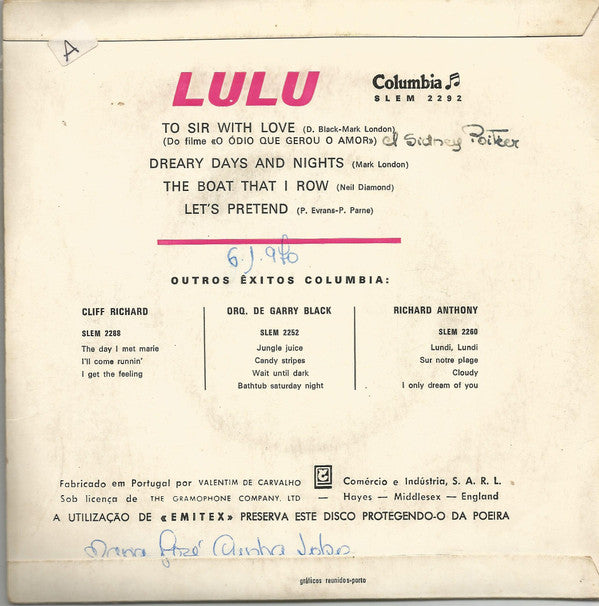 A
LULU
Columbia
SLEM 2292
TO SIR WITH LOVE (D. Black-Mark London)
(Do filme «O ÓDIO QUE GEROU O AMOR») Sidney Poitier
DREARY DAYS AND NIGHTS (Mark London)
THE BOAT THAT I ROW (Neil Diamond)
LET'S PRETEND (P. Evrans-P. Parne)
OUTROS ÊXITOS COLUMBIA:
CLIFF RICHARD
SLEM 2288
The day I met marie
I'll come runnin'
I get the feeling
ORQ. DE GARRY BLACK
SLEM 2252
Jungle juice
Candy stripes
Wait until dark
Bathtub saturday night
RICHARD ANTHONY
SLEM 2260
Lundi, Lundi
Sur notre plage
Cloudy
I only dream of you
Fabricado em Portugal por VALENTIM DE CARVALHO Comércio e Indústria, S. A. R. L.
Sob licença de THE GRAMOPHONE COMPANY, LTD — Hayes — Middlesex — England
A UTILIZAÇÃO DE «EMITEX» PRESERVA ESTE DISCO PROTEGENDO-O DA POEIRA
Maria José
gráficos reunidos-porto